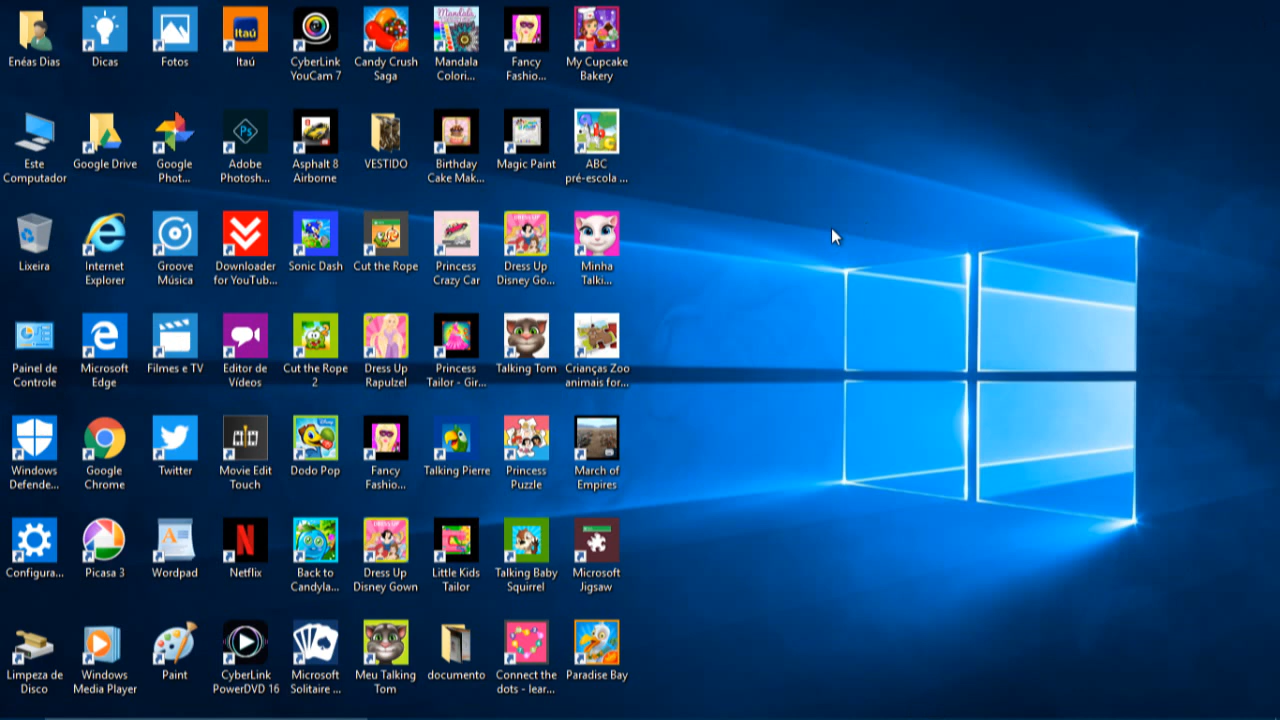 Enéas Dias
Dicas
Fotos
Itaú
CyberLink
YouCam 7
Candy Crush
Saga
Mandala
Colori...
Fancy
Fashio...
My Cupcake
Bakery
Este
Computador
Google Drive
Google
Phot...
Adobe
Photosh...
Asphalt 8
Airborne
VESTIDO
Birthday
Cake Mak...
Magic Paint
ABC
pré-escola ...
Lixeira
Internet
Explorer
Groove
Música
Downloader
for YouTub...
Sonic Dash
Cut the Rope
Princess
Crazy Car
Dress Up
Disney Go...
Minha
Talki...
Painel de
Controle
Microsoft
Edge
Filmes e TV
Editor de
Vídeos
Cut the Rope
2
Dress Up
Rapulzel
Princess
Tailor - Gir...
Talking Tom
Crianças Zoo
animais for...
Windows
Defende...
Google
Chrome
Twitter
Movie Edit
Touch
Dodo Pop
Fancy
Fashio...
Talking Pierre
Princess
Puzzle
March of
Empires
Configura...
Picasa 3
Wordpad
Netflix
Back to
Candyla...
Dress Up
Disney Gown
Little Kids
Tailor
Talking Baby
Squirrel
Microsoft
Jigsaw
Limpeza de
Disco
Windows
Media Player
Paint
CyberLink
PowerDVD 16
Microsoft
Solitaire ...
Meu Talking
Tom
documento
Connect the
dots - lear...
Paradise Bay